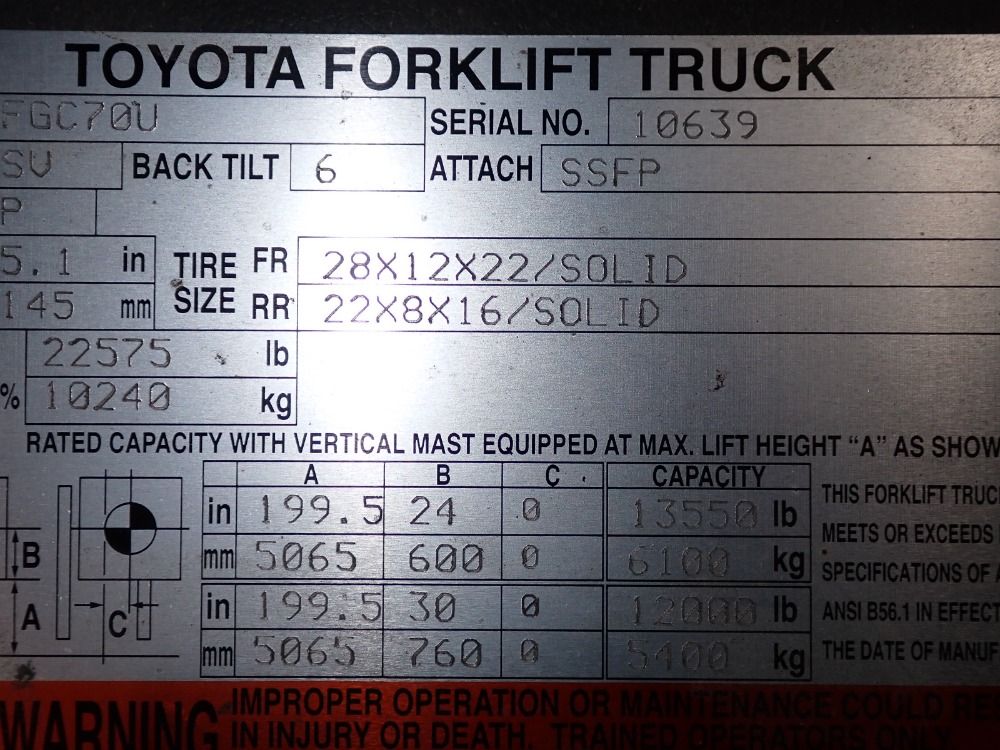 TOYOTA FORKLIFT TRUCK
FGC70U SERIAL NO. 10639
SV BACK TILT 6 ATTACH SSFP
P
5.1 in TIRE SIZE FR 28X12X22/SOLID
145 mm RR 22X8X16/SOLID
22575 lb
% 10240 kg
RATED CAPACITY WITH VERTICAL MAST EQUIPPED AT MAX. LIFT HEIGHT “A” AS SHOW
A B C CAPACITY
in 199.5 24 0 13550 lb
mm 5065 600 0 6100 kg
in 199.5 30 0 12000 lb
mm 5065 760 0 5400 kg
B
A
C
THIS FORKLIFT TRUC
MEETS OR EXCEEDS
SPECIFICATIONS OF A
ANSI B56.1 IN EFFECT
THE DATE OF MANUF
WARNING
IMPROPER OPERATION OR MAINTENANCE COULD RES
IN INJURY OR DEATH. TRAINED OPERATORS ONLY